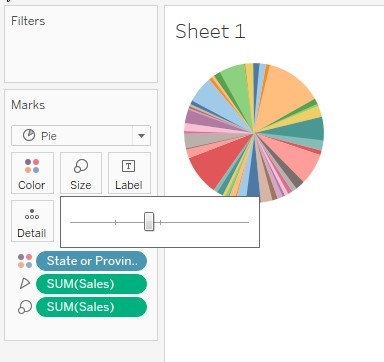 Filters
Sheet 1
Marks
Pie
Color
Size
Label
T
Detail
State or Provin..
SUM(Sales)
SUM(Sales)